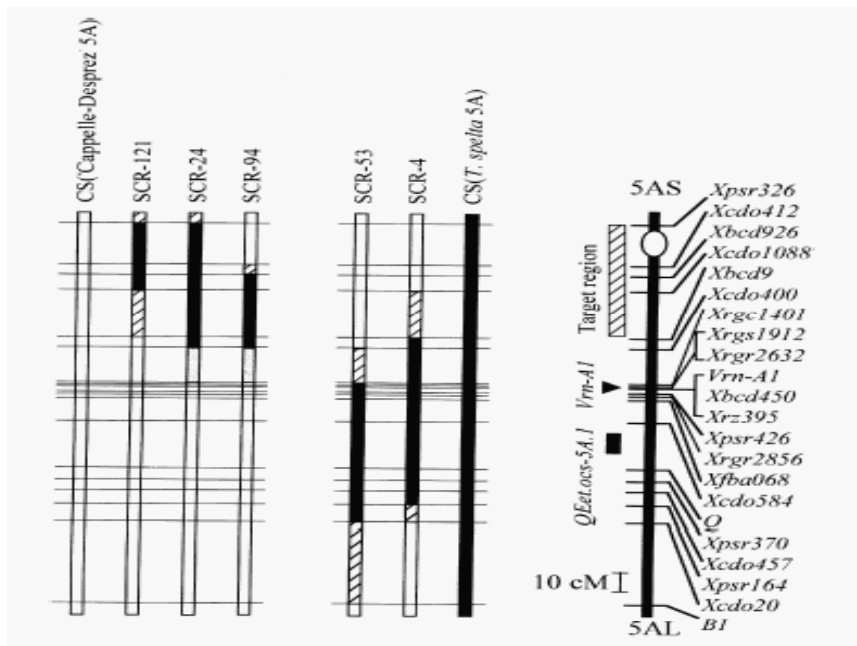 CS('Cappelle-Desprez' 5A)
SCR-121
SCR-24
SCR-94
SCR-53
SCR-4
CS(T. spelta 5A)
5AS
Target region
Vrn-A1
QEet.ocs-5A.1
10 cM
5AL
Xpsr326
Xcdo412
Xbcd926
Xcdo1088
Xbcd9
Xcdo400
Xrgc1401
Xrgs1912
Xrgr2632
Vrn-A1
Xbcd450
Xrz395
Xpsr426
Xrgr2856
Xfba068
Xcdo584
Q
Xpsr370
Xcdo457
Xpsr164
Xcdo20
B1